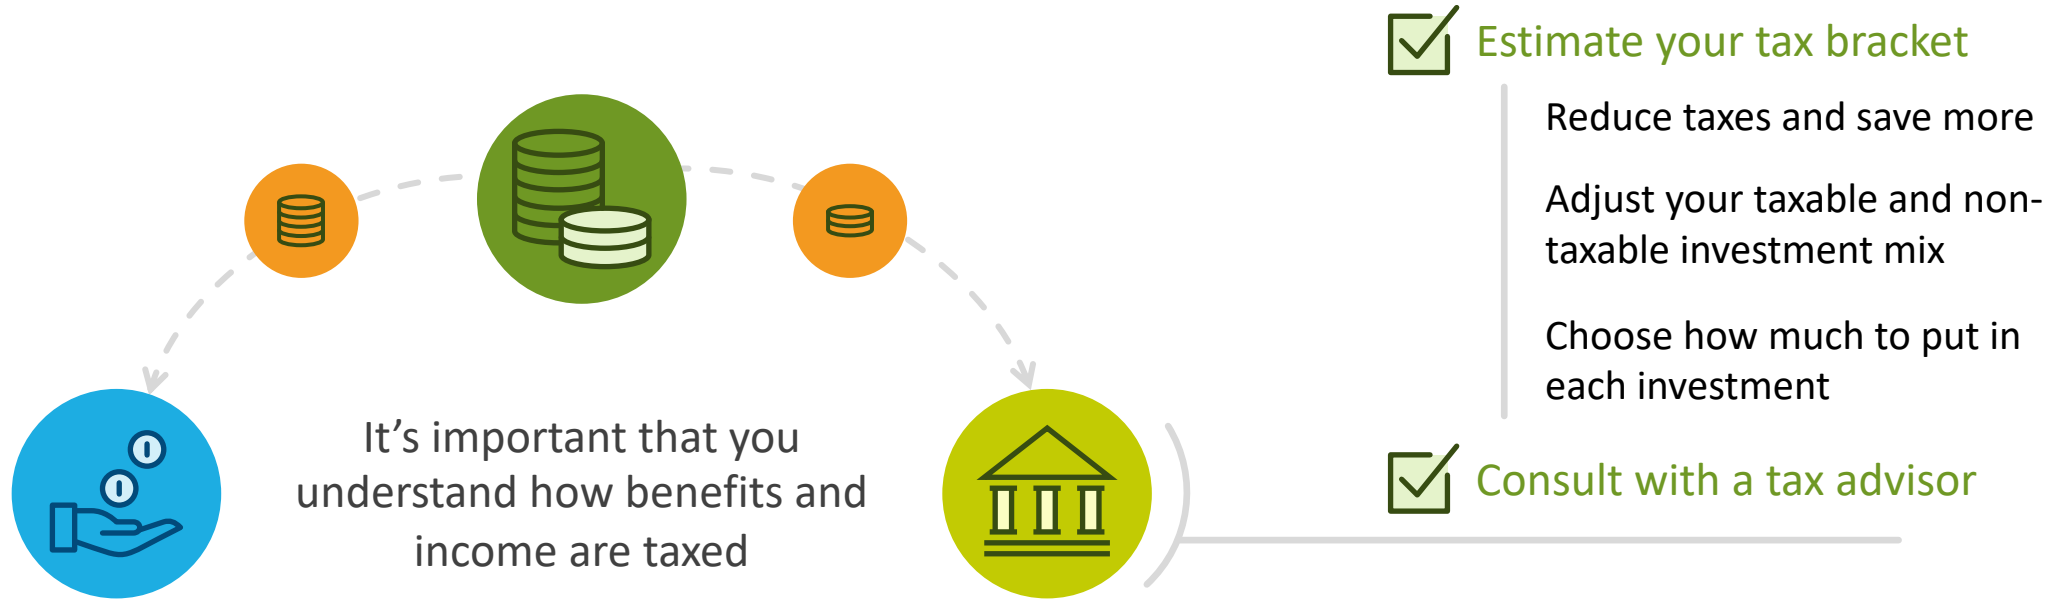 It’s important that you
understand how benefits and
income are taxed
Estimate your tax bracket
Reduce taxes and save more
Adjust your taxable and non-
taxable investment mix
Choose how much to put in
each investment
Consult with a tax advisor